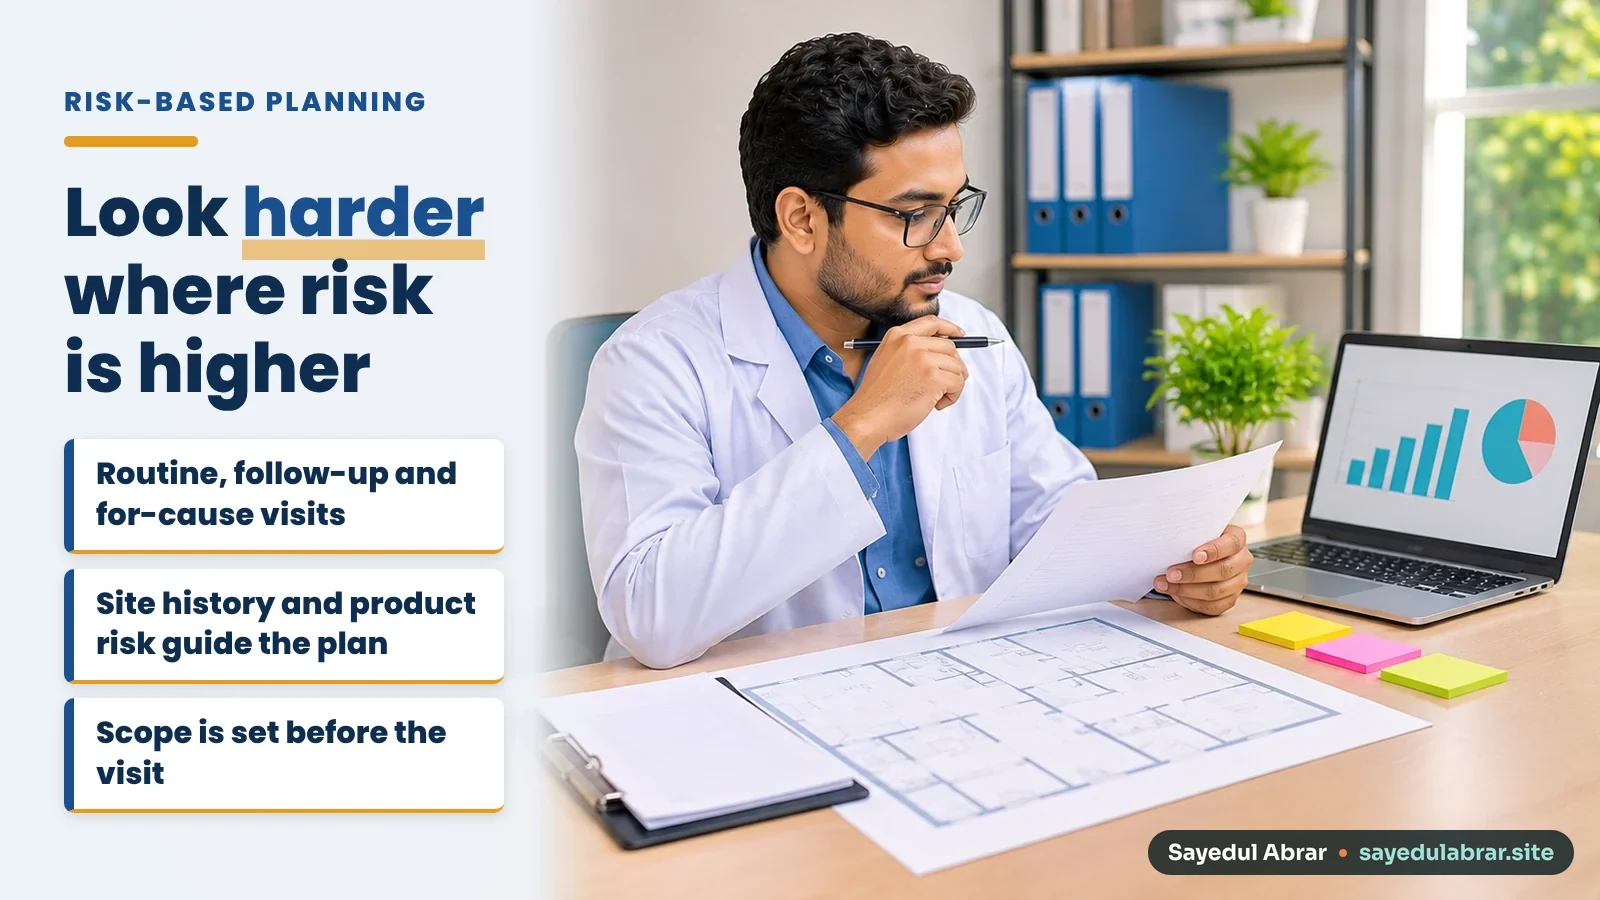 RISK-BASED PLANNING
Look harder
where risk
is higher
Routine, follow-up and
for-cause visits
Site history and product
risk guide the plan
Scope is set before the
visit
Sayedul Abrar • sayedulabrar.site